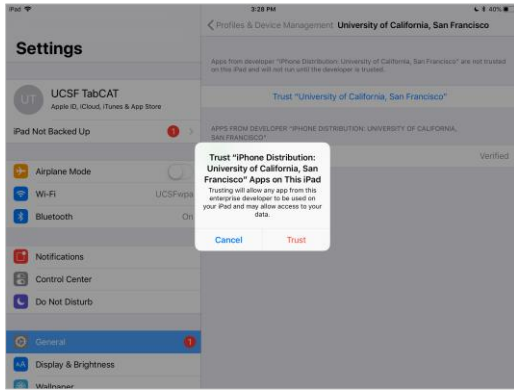 iPad
3:28 PM
40%
Settings
Profiles & Device Management
University of California, San Francisco
Apps from developer "iPhone Distribution: University of California, San Francisco" are not trusted
on this iPad and will not run until the developer is trusted.
UT
UCSF TabCAT
Apple ID, iCloud, iTunes & App Store
Trust "University of California, San Francisco"
iPad Not Backed Up
1
APPS FROM DEVELOPER "IPHONE DISTRIBUTION: UNIVERSITY OF CALIFORNIA,
SAN FRANCISCO"
Verified
Airplane Mode
Wi-Fi
UCSFwpa
Bluetooth
On
Notifications
Control Center
Do Not Disturb
General
1
AA
Display & Brightness
Wallpaper
Trust "iPhone Distribution:
University of California, San
Francisco" Apps on This iPad
Trusting will allow any app from this
enterprise developer to be used on
your iPad and may allow access to your
data.
Cancel
Trust